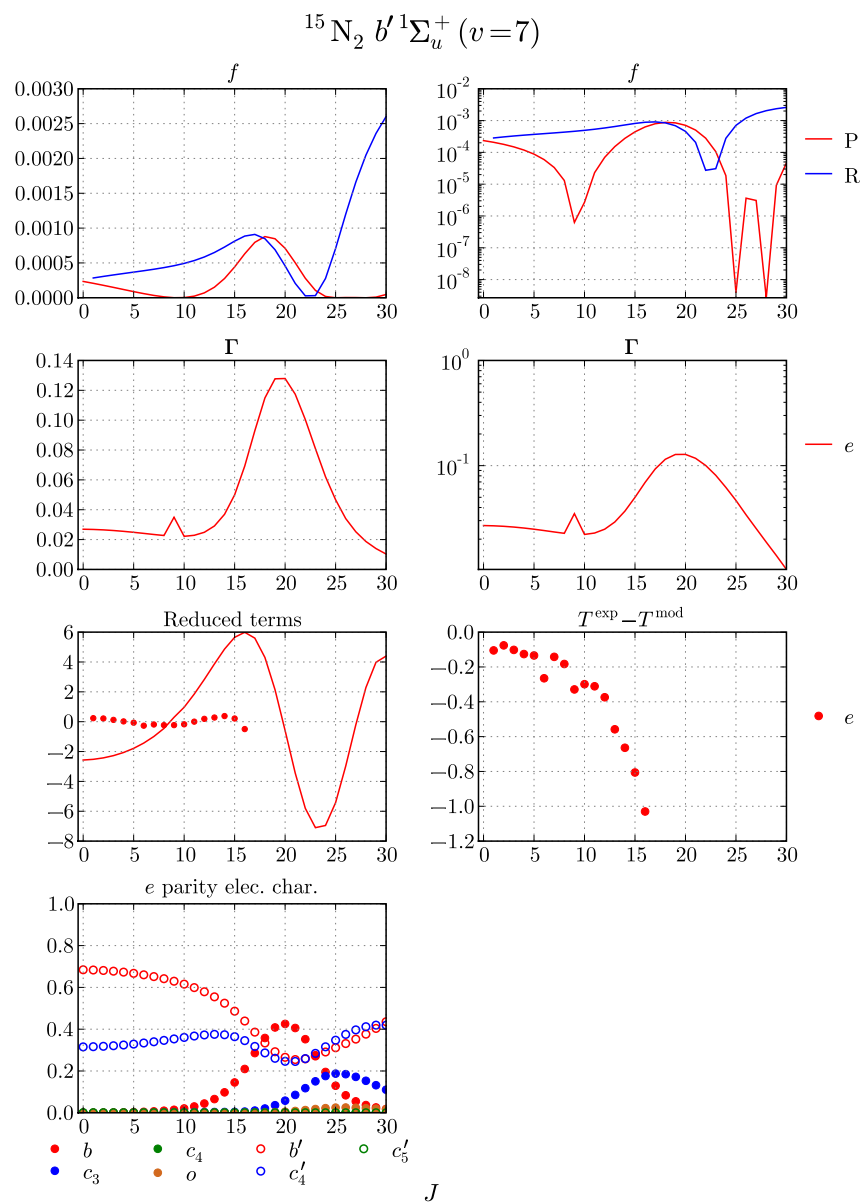 ¹⁵N₂ b′ ¹Σᵤ⁺ (v=7)
f
0.0030
0.0025
0.0020
0.0015
0.0010
0.0005
0.0000
0 5 10 15 20 25 30
f
10⁻²
10⁻³
10⁻⁴
10⁻⁵
10⁻⁶
10⁻⁷
10⁻⁸
0 5 10 15 20 25 30
P
R
Γ
0.14
0.12
0.10
0.08
0.06
0.04
0.02
0.00
0 5 10 15 20 25 30
Γ
10⁰
10⁻¹
0 5 10 15 20 25 30
e
Reduced terms
6
4
2
0
−2
−4
−6
−8
0 5 10 15 20 25 30
Tᵉˣᵖ−Tᵐᵒᵈ
0.0
−0.2
−0.4
−0.6
−0.8
−1.0
−1.2
0 5 10 15 20 25 30
e
e parity elec. char.
1.0
0.8
0.6
0.4
0.2
0.0
0 5 10 15 20 25 30
b c₄ b′ c₅′
c₃ o c₄′
J